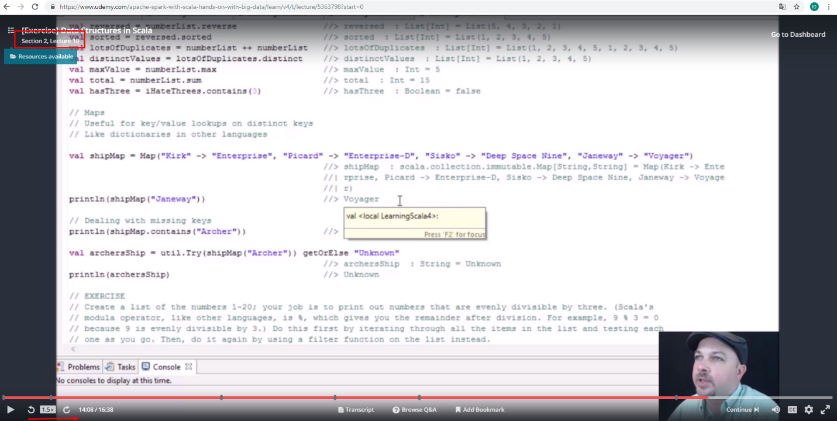 https://www.udemy.com/apache-spark-with-scala-hands-on-with-big-data/learn/v4/t/lecture/5363798?start=0
[Exercise] Data Structures in Scala
Section 2, Lecture
Go to Dashboard
Resources available
val reversed = numberList.reverse //> reversed : List[Int] = List(5, 4, 3, 2, 1)
val sorted = reversed.sorted //> sorted : List[Int] = List(1, 2, 3, 4, 5)
val lotsOfDuplicates = numberList ++ numberList //> lotsOfDuplicates : List[Int] = List(1, 2, 3, 4, 5, 1, 2, 3, 4, 5)
val distinctValues = lotsOfDuplicates.distinct //> distinctValues : List[Int] = List(1, 2, 3, 4, 5)
val maxValue = numberList.max //> maxValue : Int = 5
val total = numberList.sum //> total : Int = 15
val hasThree = iHateThrees.contains(3) //> hasThree : Boolean = false
// Maps
// Useful for key/value lookups on distinct keys
// Like dictionaries in other languages
val shipMap = Map("Kirk" -> "Enterprise", "Picard" -> "Enterprise-D", "Sisko" -> "Deep Space Nine", "Janeway" -> "Voyager")
//> shipMap : scala.collection.immutable.Map[String,String] = Map(Kirk -> Ente
//| rprise, Picard -> Enterprise-D, Sisko -> Deep Space Nine, Janeway -> Voyage
//| r)
println(shipMap("Janeway")) //> Voyager
val <local LearningScala4>:
// Dealing with missing keys
println(shipMap.contains("Archer")) //>
Press 'F2' for focus
val archersShip = util.Try(shipMap("Archer")) getOrElse "Unknown"
//> archersShip : String = Unknown
println(archersShip) //> Unknown
// EXERCISE
// Create a list of the numbers 1-20; your job is to print out numbers that are evenly divisible by three. (Scala's
// modula operator, like other languages, is %, which gives you the remainder after division. For example, 9 % 3 = 0
// because 9 is evenly divisible by 3.) Do this first by iterating through all the items in the list and testing each
// one as you go. Then, do it again by using a filter function on the list instead.
Problems Tasks Console
No consoles to display at this time.
1.5x 14:08 / 16:38 Transcript Browse Q&A Add Bookmark Continue